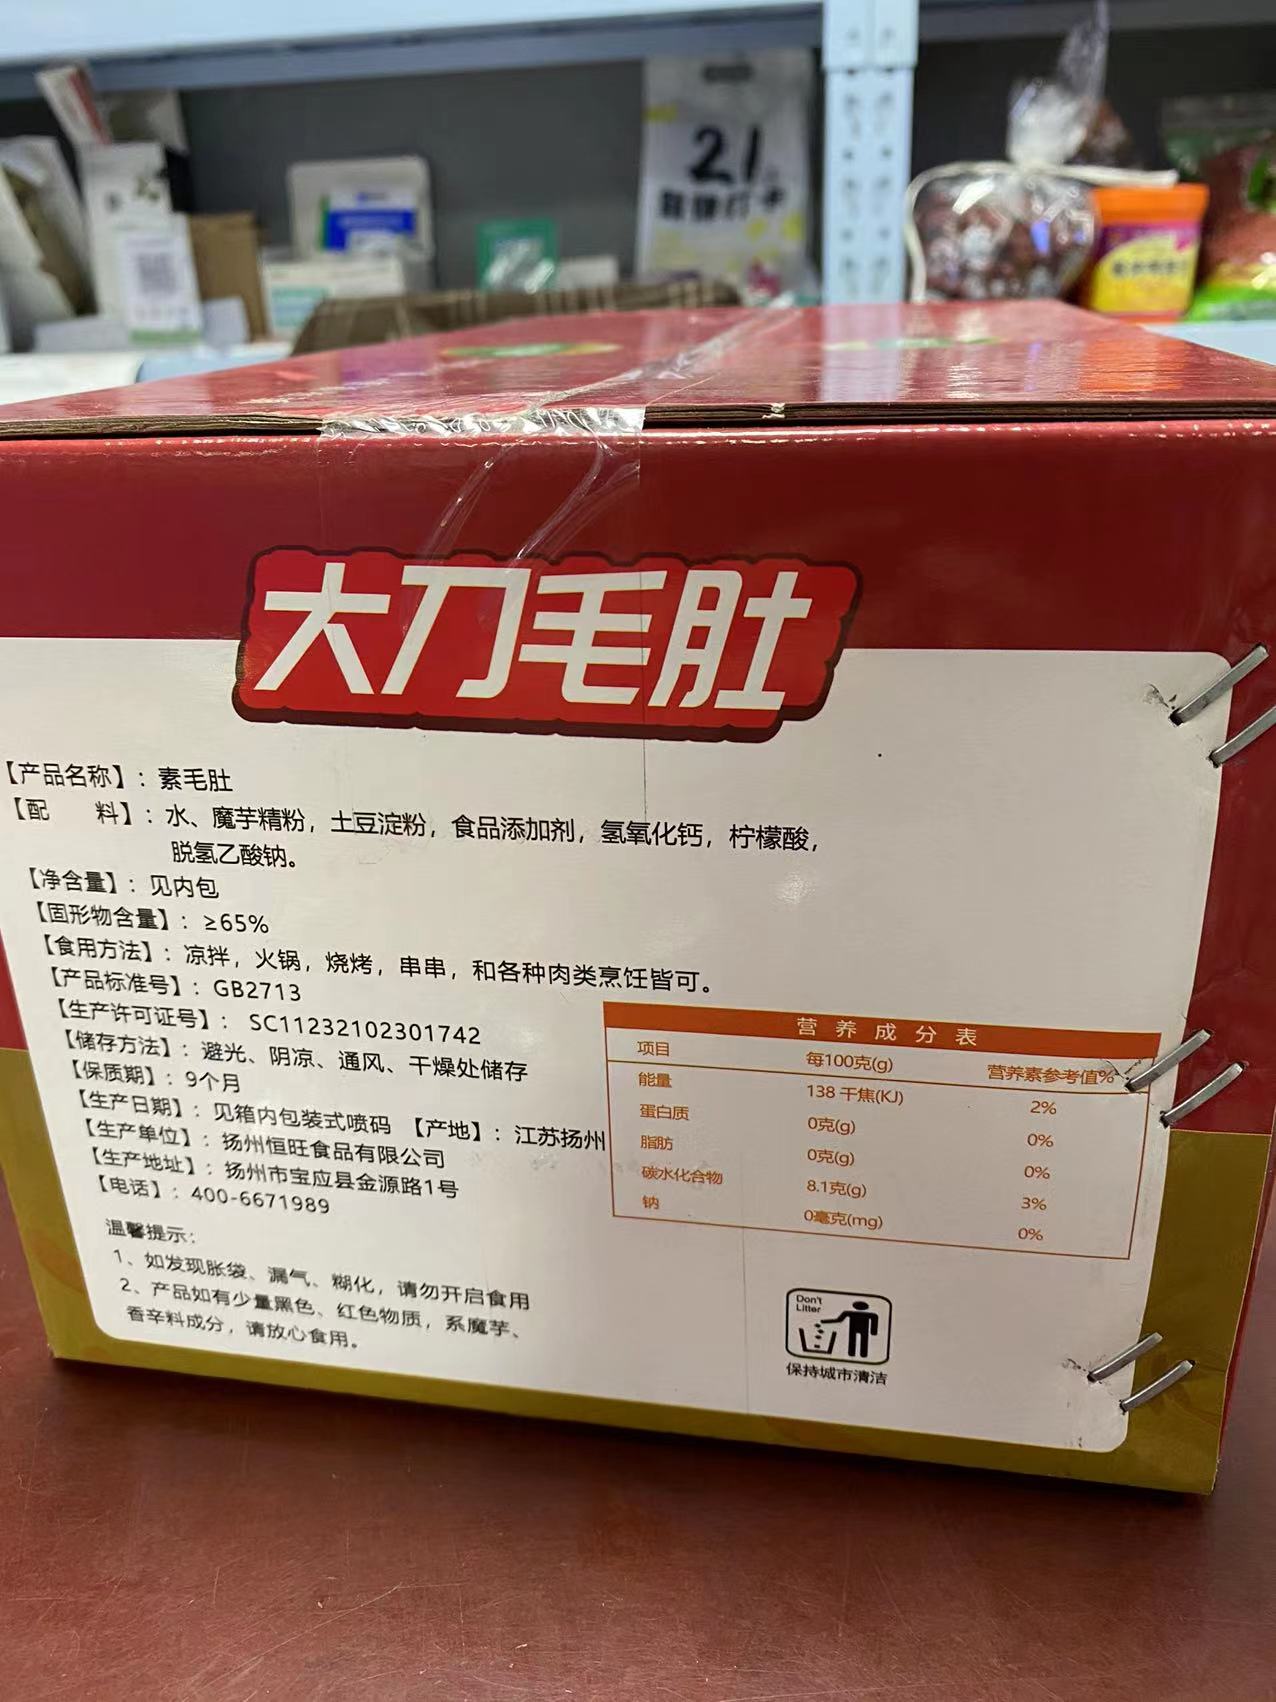 21
大刀毛肚
【产品名称】：素毛肚
【配　　料】：水、魔芋精粉，土豆淀粉，食品添加剂，氢氧化钙，柠檬酸，
脱氢乙酸钠。
【净含量】：见内包
【固形物含量】：≥65%
【食用方法】：凉拌，火锅，烧烤，串串，和各种肉类烹饪皆可。
【产品标准号】：GB2713
【生产许可证号】： SC11232102301742
【储存方法】：避光、阴凉、通风、干燥处储存
【保质期】：9个月
【生产日期】：见箱内包装式喷码 【产地】：江苏扬州
【生产单位】：扬州恒旺食品有限公司
【生产地址】：扬州市宝应县金源路1号
【电话】：400-6671989
温馨提示：
1、如发现胀袋、漏气、糊化，请勿开启食用
2、产品如有少量黑色、红色物质，系魔芋、
香辛料成分，请放心食用。
营养成分表
项目 每100克(g) 营养素参考值%
能量 138 千焦(KJ) 2%
蛋白质 0克(g) 0%
脂肪 0克(g) 0%
碳水化合物 8.1克(g) 3%
钠 0毫克(mg) 0%
Don't
Litter
保持城市清洁